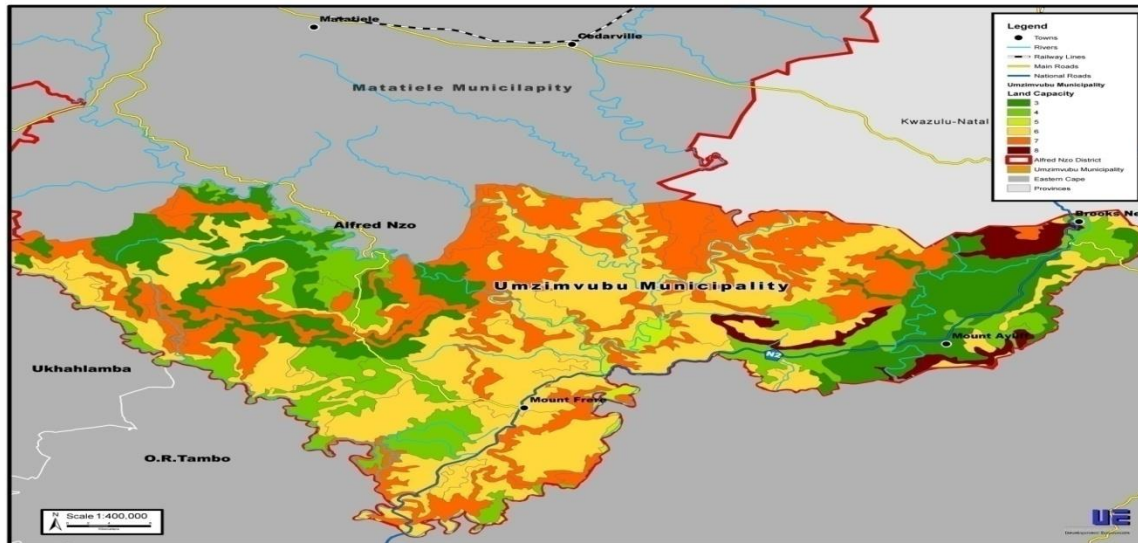 Matatiele
Cedarville
Matatiele Municilapity
Kwazulu-Natal
Alfred Nzo
Umzimvubu Municipality
Mount
N2
Ukhahlamba
Mount Frere
O.R.Tambo
N
Scale 1:400,000
Legend
Towns
Rivers
Railway Lines
Main Roads
National Roads
Umzimvubu Municipality
Land Capacity
3
4
5
6
7
8
Alfred Nzo District
Umzimvubu Municipality
Eastern Cape
Provinces
Brooks Ne